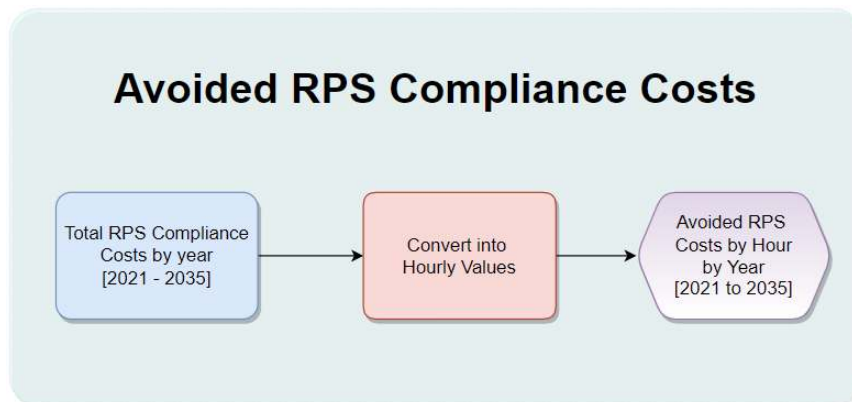 Avoided RPS Compliance Costs
Total RPS Compliance
Costs by year
[2021 - 2035]
Convert into
Hourly Values
Avoided RPS
Costs by Hour
by Year
[2021 to 2035]